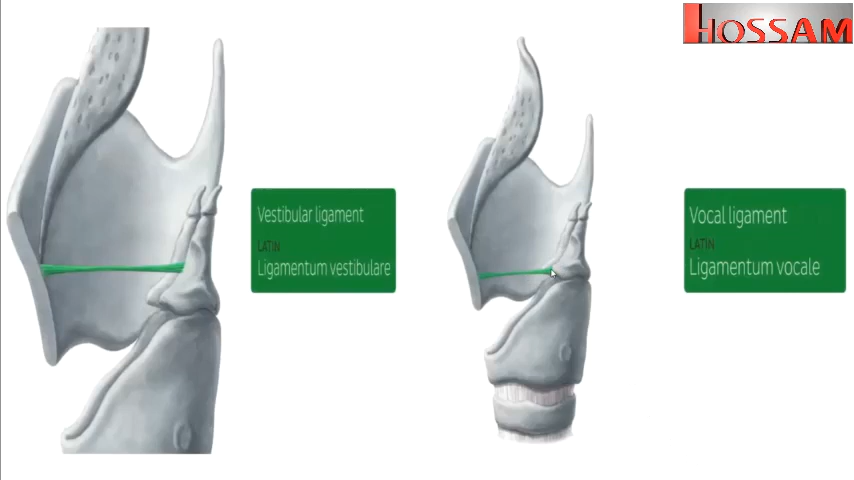 HOSSAM
Vestibular ligament
LATIN
Ligamentum vestibulare
Vocal ligament
LATIN
Ligamentum vocale